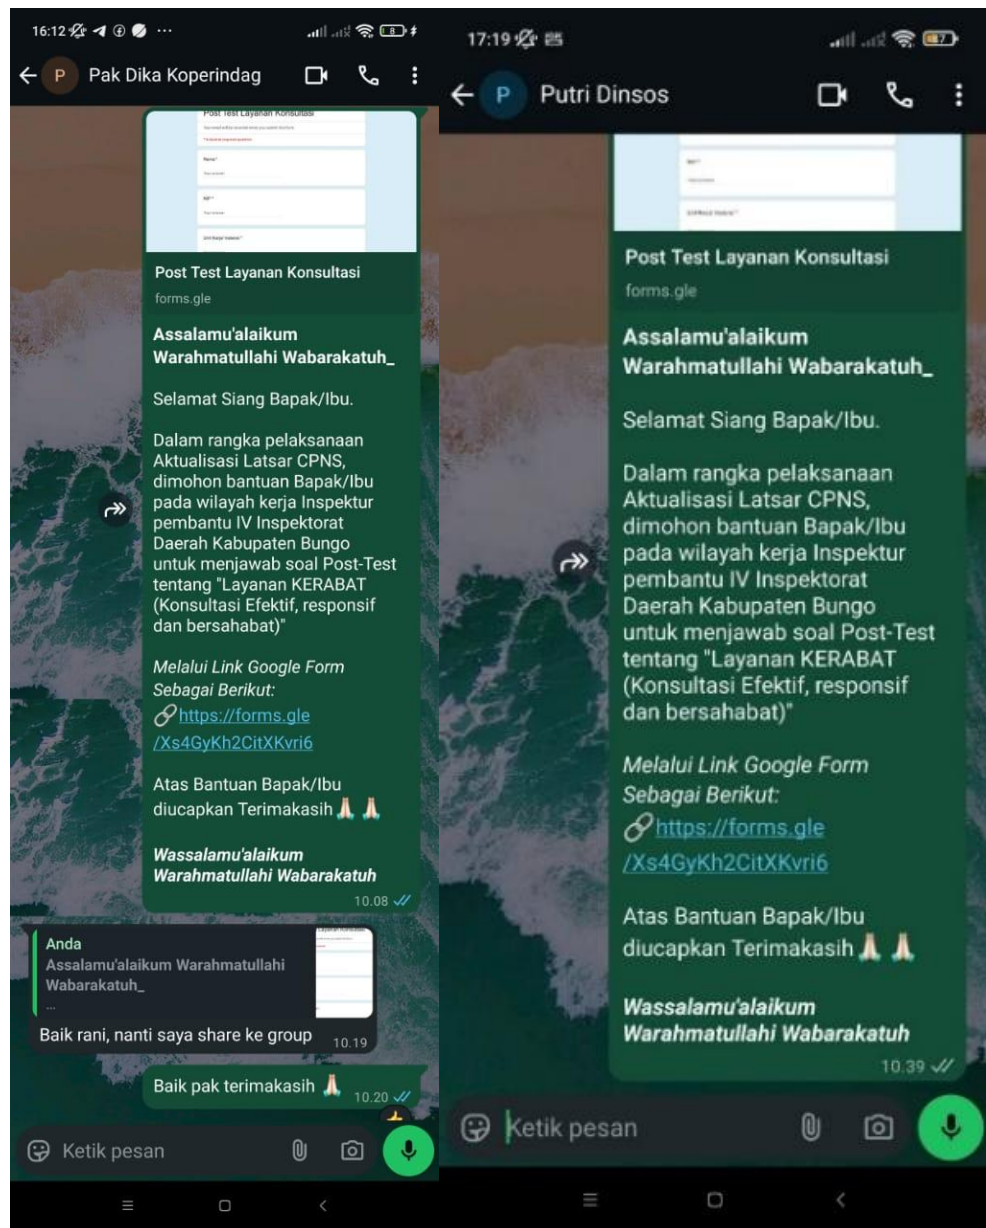 16:12
8
Pak Dika Koperindag
P
Post Test Layanan Konsultasi
Name *
NIP *
Post Test Layanan Konsultasi
forms.gle
Assalamu'alaikum
Warahmatullahi Wabarakatuh_
Selamat Siang Bapak/Ibu.
Dalam rangka pelaksanaan
Aktualisasi Latsar CPNS,
dimohon bantuan Bapak/Ibu
pada wilayah kerja Inspektur
pembantu IV Inspektorat
Daerah Kabupaten Bungo
untuk menjawab soal Post-Test
tentang "Layanan KERABAT
(Konsultasi Efektif, responsif
dan bersahabat)"
Melalui Link Google Form
Sebagai Berikut:
https://forms.gle
/Xs4GyKh2CitXKvri6
Atas Bantuan Bapak/Ibu
diucapkan Terimakasih
Wassalamu'alaikum
Warahmatullahi Wabarakatuh
10.08
Anda
Assalamu'alaikum Warahmatullahi
Wabarakatuh_
...
Baik rani, nanti saya share ke group 10.19
Baik pak terimakasih 10.20
Ketik pesan
17:19
7
P
Putri Dinsos
Post Test Layanan Konsultasi
forms.gle
Assalamu'alaikum
Warahmatullahi Wabarakatuh_
Selamat Siang Bapak/Ibu.
Dalam rangka pelaksanaan
Aktualisasi Latsar CPNS,
dimohon bantuan Bapak/Ibu
pada wilayah kerja Inspektur
pembantu IV Inspektorat
Daerah Kabupaten Bungo
untuk menjawab soal Post-Test
tentang "Layanan KERABAT
(Konsultasi Efektif, responsif
dan bersahabat)"
Melalui Link Google Form
Sebagai Berikut:
https://forms.gle
/Xs4GyKh2CitXKvri6
Atas Bantuan Bapak/Ibu
diucapkan Terimakasih
Wassalamu'alaikum
Warahmatullahi Wabarakatuh
10.39
Ketik pesan